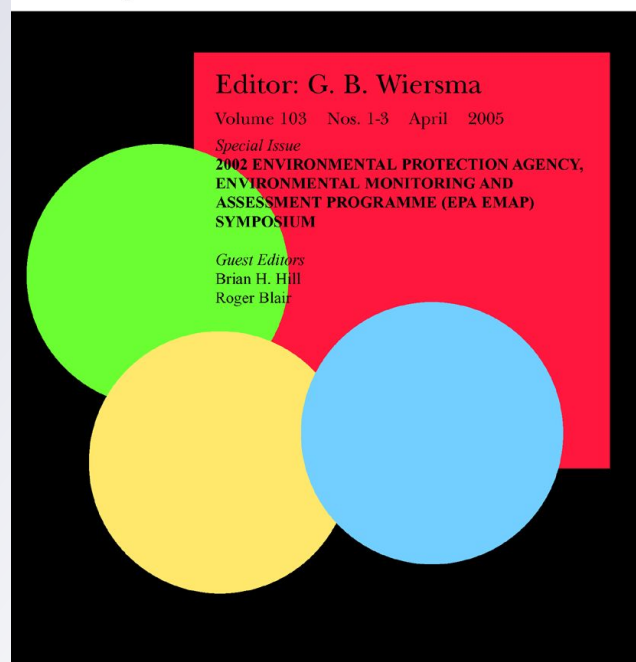 Editor: G. B. Wiersma
Volume 103 Nos. 1-3 April 2005
Special Issue
2002 ENVIRONMENTAL PROTECTION AGENCY,
ENVIRONMENTAL MONITORING AND
ASSESSMENT PROGRAMME (EPA EMAP)
SYMPOSIUM
Guest Editors
Brian H. Hill
Roger Blair